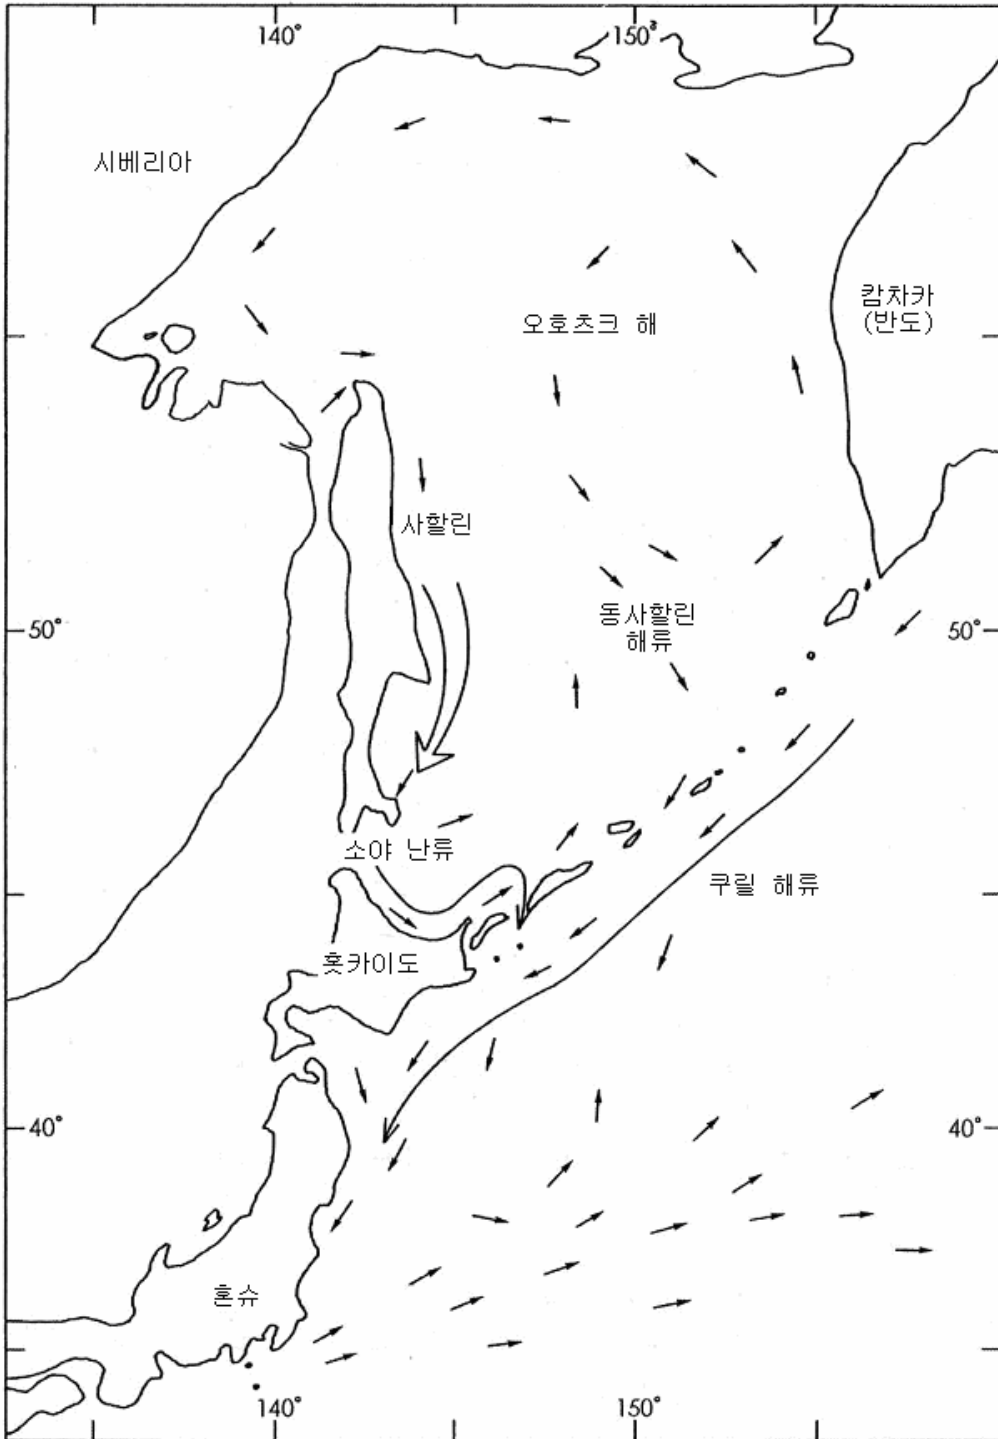 140°
150°
시베리아
캄차카
(반도)
오호츠크 해
사할린
동사할린
해류
50°
50°
소야 난류
쿠릴 해류
홋카이도
40°
40°
혼슈
140°
150°